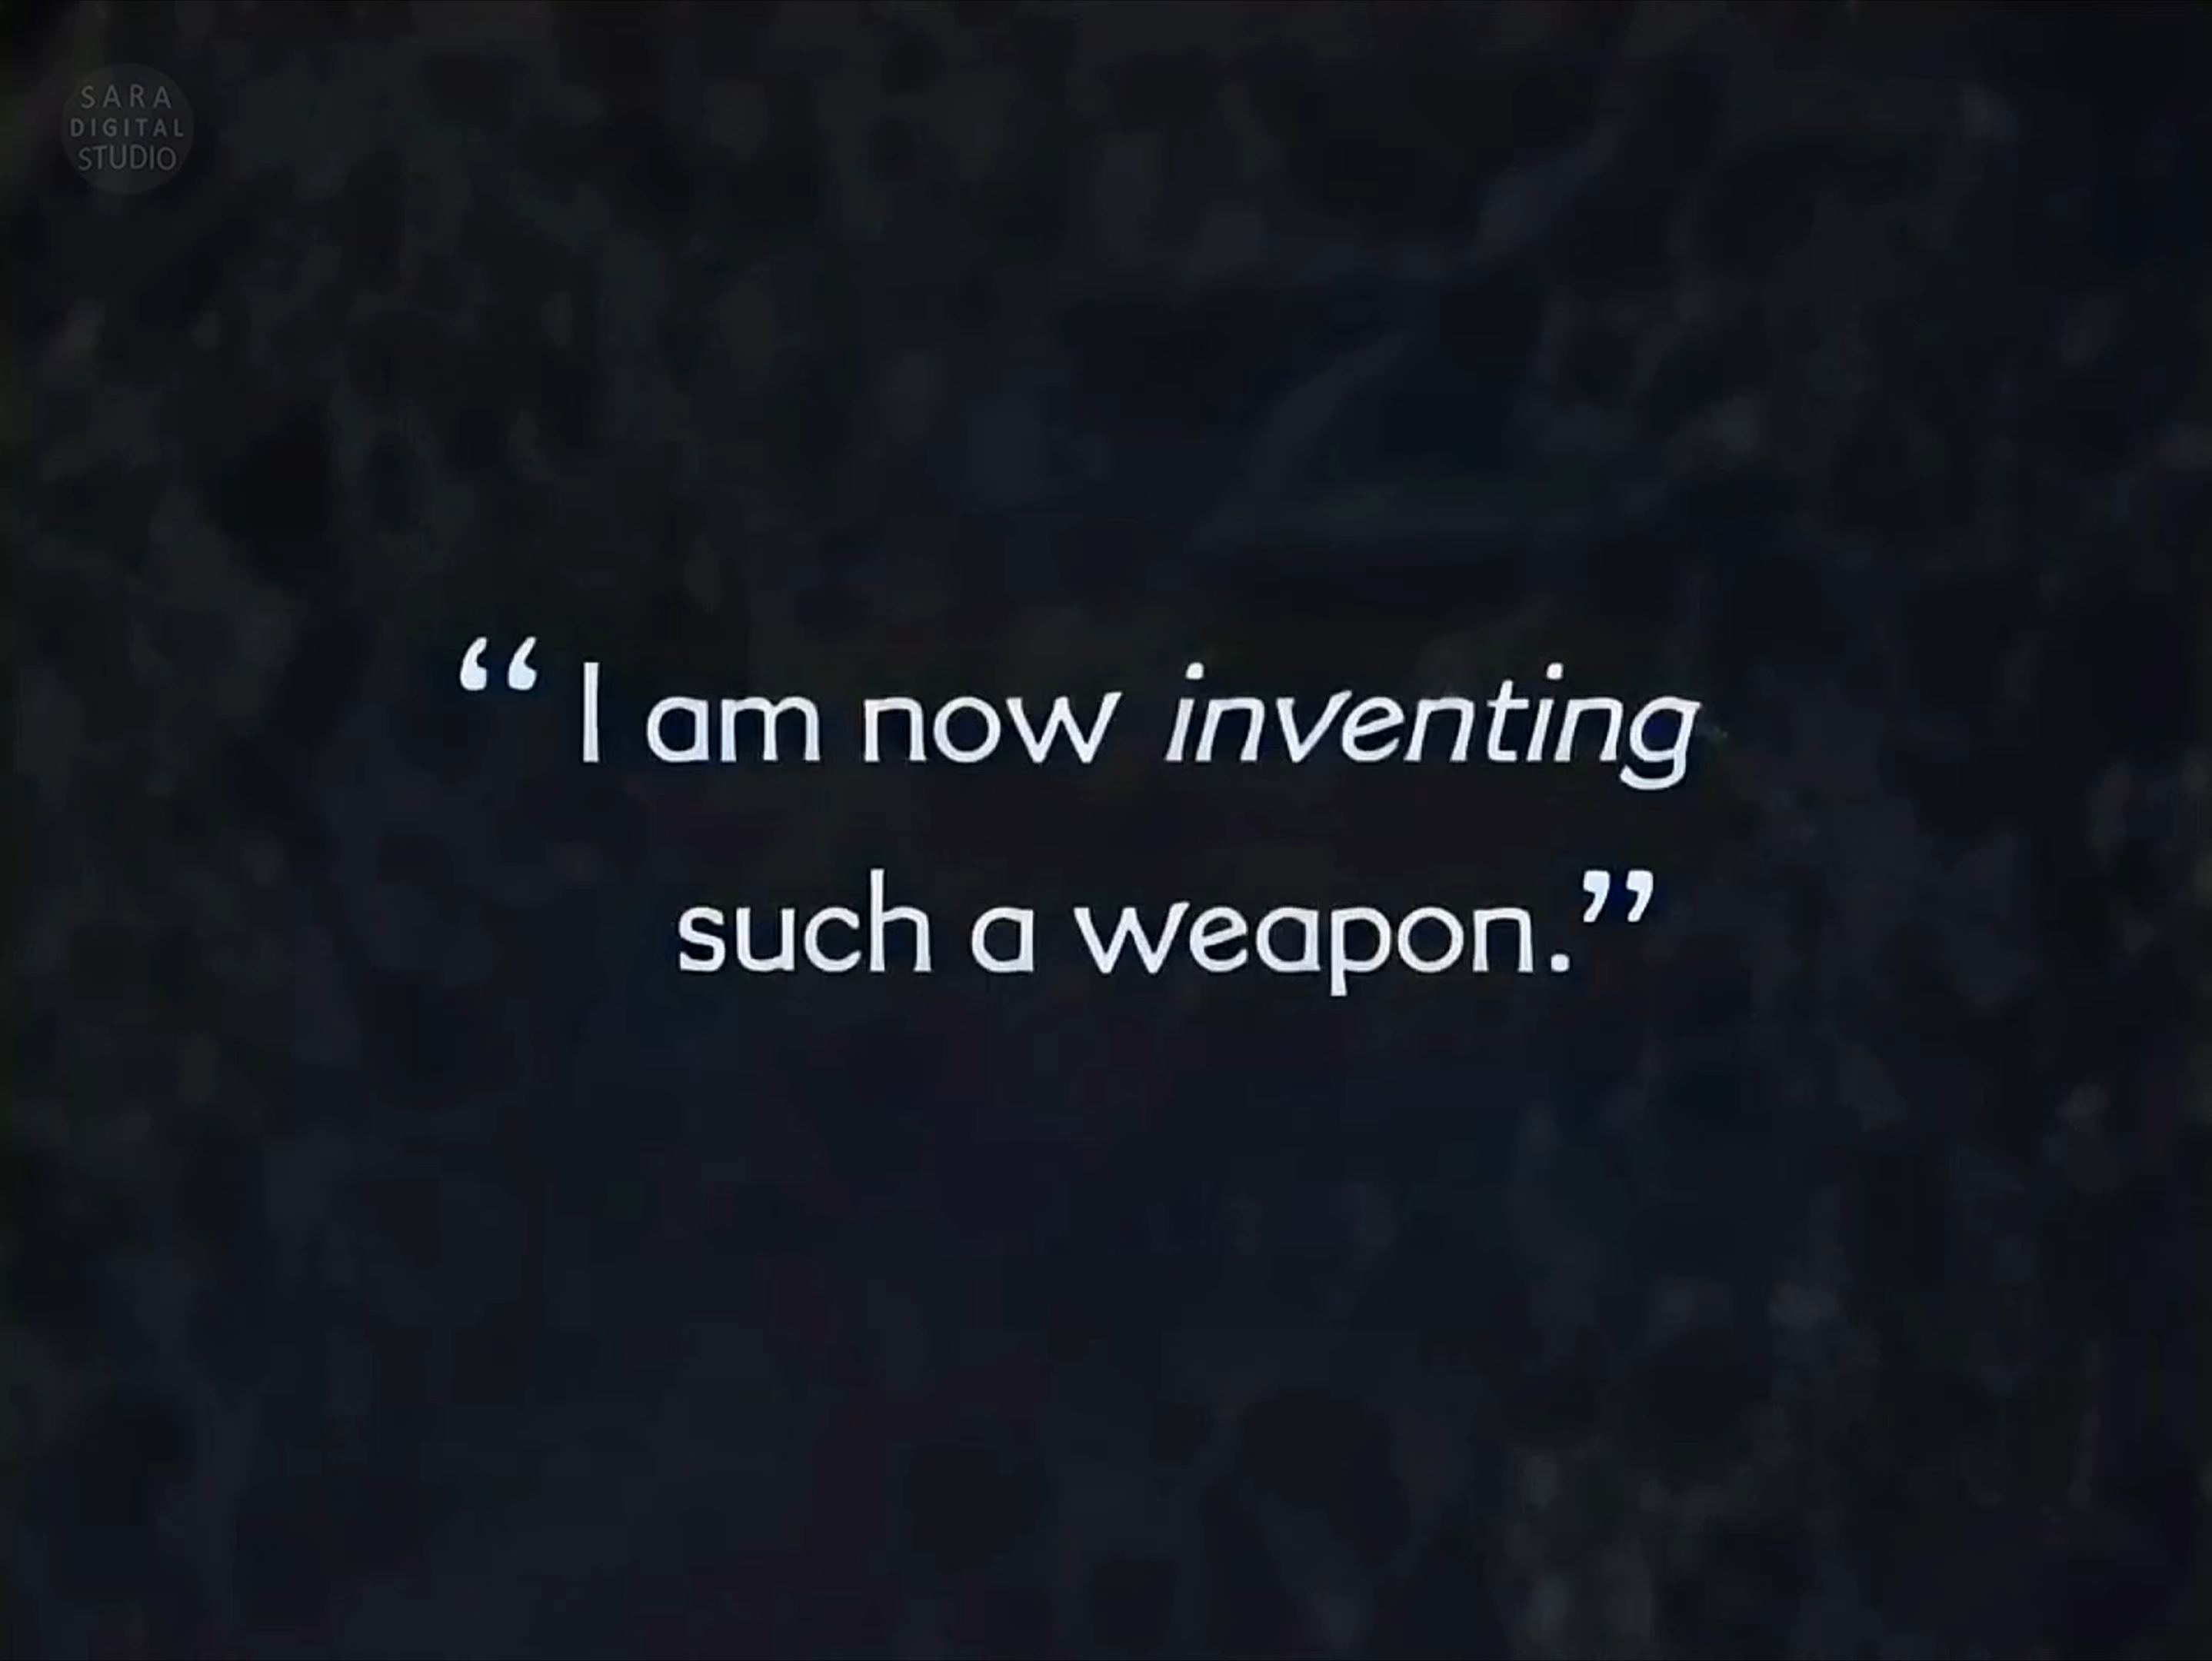 SARA
DIGITAL
STUDIO
“I am now inventing
such a weapon.”